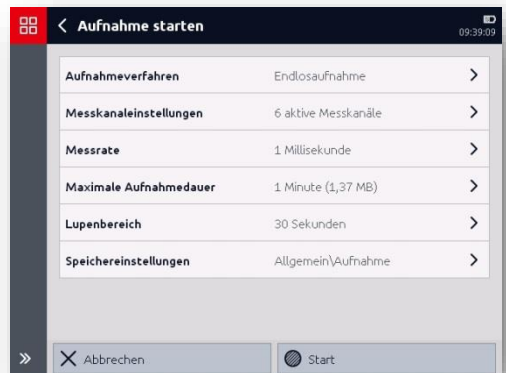 Aufnahme starten
09:39:09
Aufnahmeverfahren Endlosaufnahme
Messkanaleinstellungen 6 aktive Messkanäle
Messrate 1 Millisekunde
Maximale Aufnahmedauer 1 Minute (1,37 MB)
Lupenbereich 30 Sekunden
Speichereinstellungen Allgemein\Aufnahme
Abbrechen Start